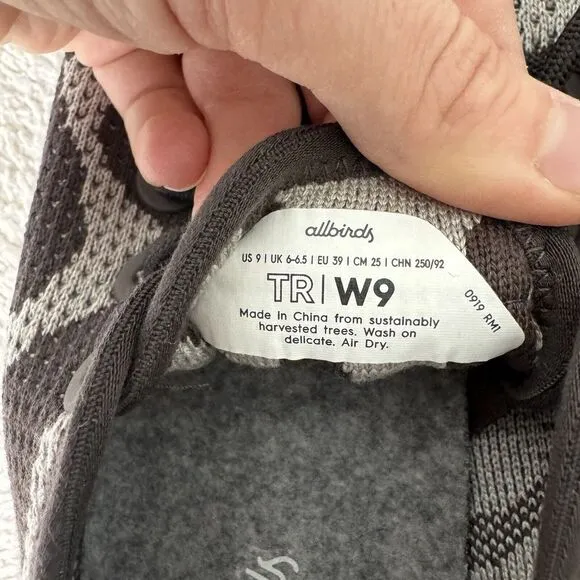 allbirds
US 9 | UK 6-6.5 | EU 39 | CM 25 | CHN 250/92
TR | W9
Made in China from sustainably
harvested trees. Wash on
delicate. Air Dry.
0919 RM1